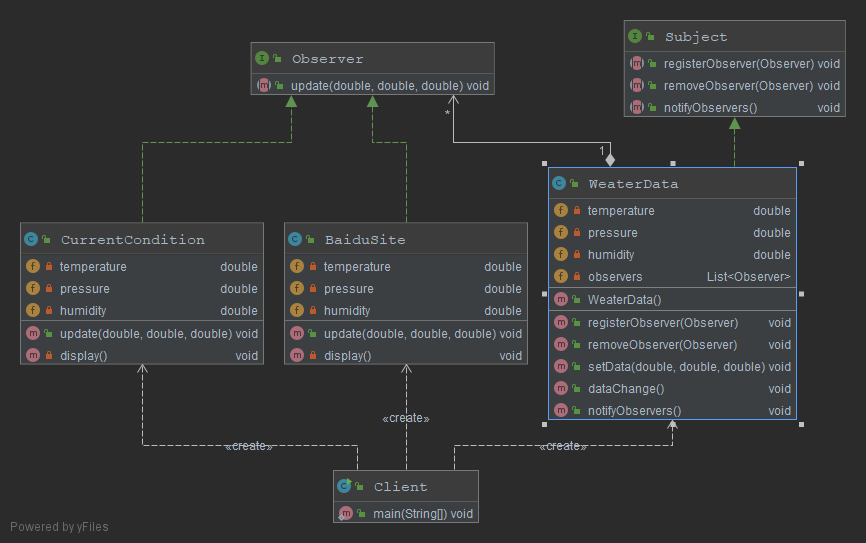 Observer
update(double, double, double) void
Subject
registerObserver(Observer) void
removeObserver(Observer) void
notifyObservers() void
*
1
CurrentCondition
temperature double
pressure double
humidity double
update(double, double, double) void
display() void
BaiduSite
temperature double
pressure double
humidity double
update(double, double, double) void
display() void
WeaterData
temperature double
pressure double
humidity double
observers List<Observer>
WeaterData()
registerObserver(Observer) void
removeObserver(Observer) void
setData(double, double, double) void
dataChange() void
notifyObservers() void
«create»
«create»
«create»
Client
main(String[]) void
Powered by yFiles